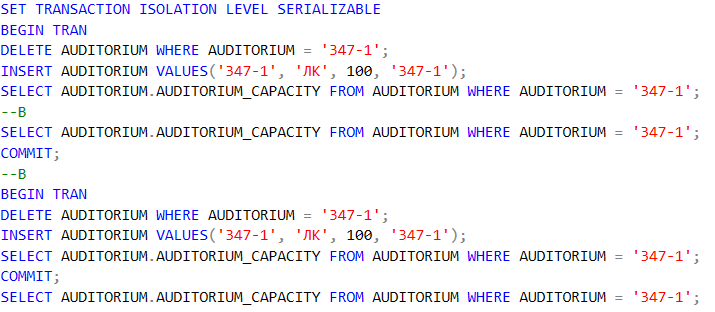 SET TRANSACTION ISOLATION LEVEL SERIALIZABLE
BEGIN TRAN
DELETE AUDITORIUM WHERE AUDITORIUM = '347-1';
INSERT AUDITORIUM VALUES('347-1', 'ЛК', 100, '347-1');
SELECT AUDITORIUM.AUDITORIUM_CAPACITY FROM AUDITORIUM WHERE AUDITORIUM = '347-1';
--B
SELECT AUDITORIUM.AUDITORIUM_CAPACITY FROM AUDITORIUM WHERE AUDITORIUM = '347-1';
COMMIT;
--B
BEGIN TRAN
DELETE AUDITORIUM WHERE AUDITORIUM = '347-1';
INSERT AUDITORIUM VALUES('347-1', 'ЛК', 100, '347-1');
SELECT AUDITORIUM.AUDITORIUM_CAPACITY FROM AUDITORIUM WHERE AUDITORIUM = '347-1';
COMMIT;
SELECT AUDITORIUM.AUDITORIUM_CAPACITY FROM AUDITORIUM WHERE AUDITORIUM = '347-1';